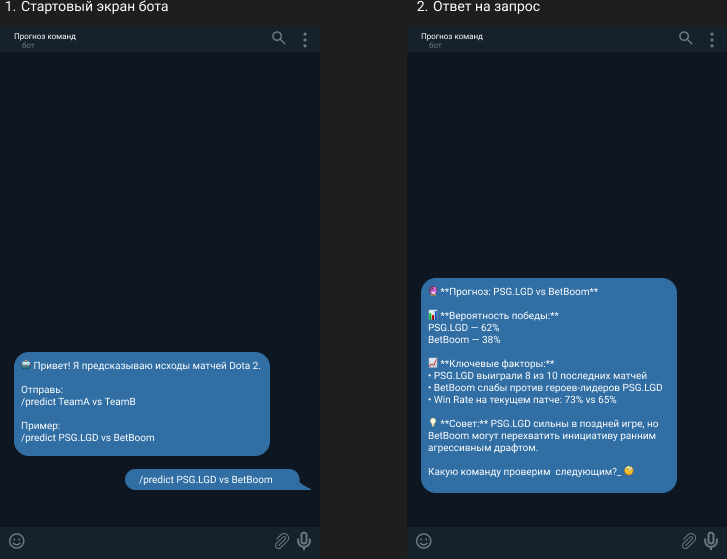 1. Стартовый экран бота
Прогноз команд
бот
🤖 Привет! Я предсказываю исходы матчей Dota 2.
Отправь:
/predict TeamA vs TeamB
Пример:
/predict PSG.LGD vs BetBoom
/predict PSG.LGD vs BetBoom
2. Ответ на запрос
Прогноз команд
бот
🔮 **Прогноз: PSG.LGD vs BetBoom**
📊 **Вероятность победы:**
PSG.LGD — 62%
BetBoom — 38%
📈 **Ключевые факторы:**
• PSG.LGD выиграли 8 из 10 последних матчей
• BetBoom слабы против героев-лидеров PSG.LGD
• Win Rate на текущем патче: 73% vs 65%
💡 **Совет:** PSG.LGD сильны в поздней игре, но
BetBoom могут перехватить инициативу ранним
агрессивным драфтом.
Какую команду проверим  следующим?_ 🧐